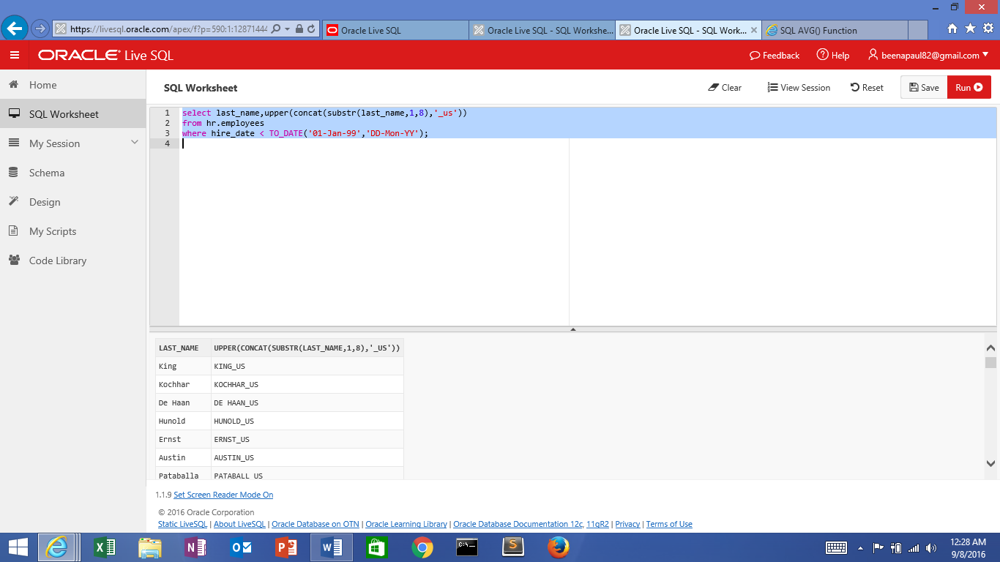 https://livesql.oracle.com/apex/f?p=590:1:12871444
Oracle Live SQL
Oracle Live SQL - SQL Workshe...
Oracle Live SQL - SQL Work...
SQL AVG() Function
ORACLE Live SQL
Feedback
Help
beenapaul82@gmail.com
Home
SQL Worksheet
My Session
Schema
Design
My Scripts
Code Library
SQL Worksheet
Clear
View Session
Reset
Save
Run
1 select last_name,upper(concat(substr(last_name,1,8),'_us'))
2 from hr.employees
3 where hire_date < TO_DATE('01-Jan-99','DD-Mon-YY');
4
LAST_NAME UPPER(CONCAT(SUBSTR(LAST_NAME,1,8),'_US'))
King KING_US
Kochhar KOCHHAR_US
De Haan DE HAAN_US
Hunold HUNOLD_US
Ernst ERNST_US
Austin AUSTIN_US
Pataballa PATABALL_US
1.1.9 Set Screen Reader Mode On
© 2016 Oracle Corporation
Static LiveSQL | About LiveSQL | Oracle Database on OTN | Oracle Learning Library | Oracle Database Documentation 12c, 11gR2 | Privacy | Terms of Use
12:28 AM
9/8/2016